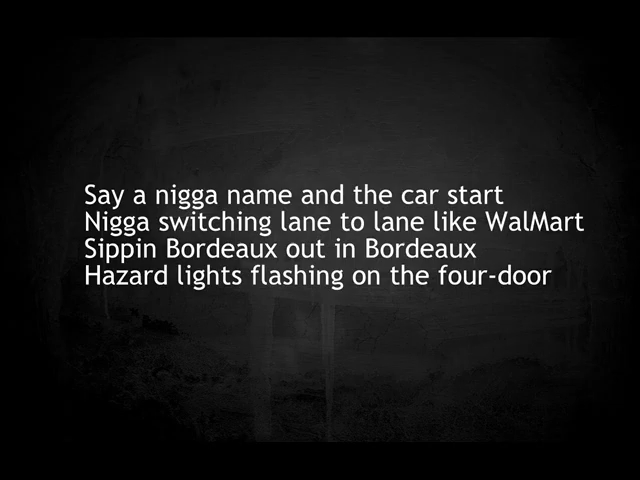 Say a nigga name and the car start
Nigga switching lane to lane like WalMart
Sippin Bordeaux out in Bordeaux
Hazard lights flashing on the four-door